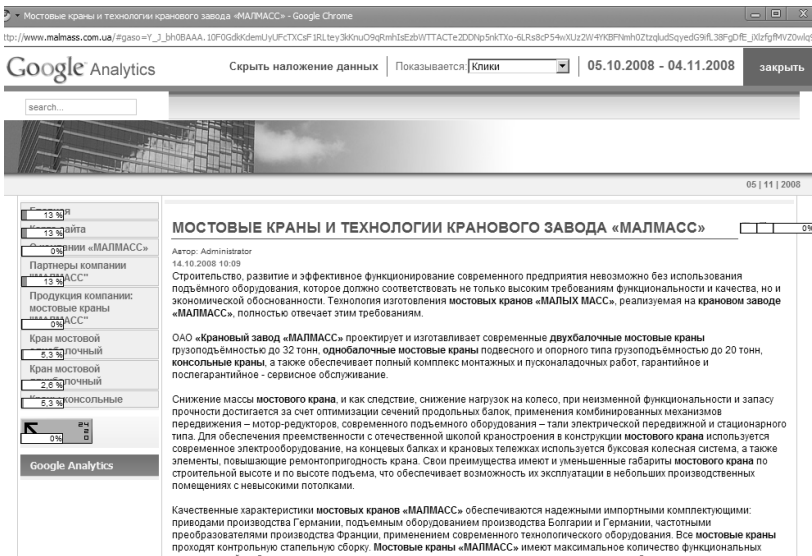 Мостовые краны и технологии кранового завода «МАЛМАСС» - Google Chrome
www.malmass.com.ua/#gaso=
Google Analytics
Скрыть наложение данных
Показывается: Клики
05.10.2008 - 04.11.2008
закрыть
search...
05 | 11 | 2008
13 %
13 %
«МАЛМАСС»
0%
Партнеры компании
13 %
Продукция компании:
мостовые краны
0%
Кран мостовой
5,3 %
Кран мостовой
2,6 %
консольные
5,3 %
0%
Google Analytics
МОСТОВЫЕ КРАНЫ И ТЕХНОЛОГИИ КРАНОВОГО ЗАВОДА «МАЛМАСС»
0%
Автор: Administrator
14.10.2008 10:09
Строительство, развитие и эффективное функционирование современного предприятия невозможно без использования
подъёмного оборудования, которое должно соответствовать не только высоким требованиям функциональности и качества, но и
экономической обоснованности. Технология изготовления мостовых кранов «МАЛЫХ МАСС», реализуемая на крановом заводе
«МАЛМАСС», полностью отвечает этим требованиям.
ОАО «Крановый завод «МАЛМАСС» проектирует и изготавливает современные двухбалочные мостовые краны
грузоподъёмностью до 32 тонн, однобалочные мостовые краны подвесного и опорного типа грузоподъёмностью до 20 тонн,
консольные краны, а также обеспечивает полный комплекс монтажных и пусконаладочных работ, гарантийное и
послегарантийное - сервисное обслуживание.
Снижение массы мостового крана, и как следствие, снижение нагрузок на колесо, при неизменной функциональности и запасу
прочности достигается за счет оптимизации сечений продольных балок, применения комбинированных механизмов
передвижения – мотор-редукторов, современного подъемного оборудования – тали электрической передвижной и стационарного
типа. Для обеспечения преемственности с отечественной школой краностроения в конструкции мостового крана используется
современное электрооборудование, на концевых балках и крановых тележках используется буксовая колесная система, а также
элементы, повышающие ремонтопригодность крана. Свои преимущества имеют и уменьшенные габариты мостового крана по
строительной высоте и по высоте подъема, что обеспечивает возможность их эксплуатации в небольших производственных
помещениях с невысокими потолками.
Качественные характеристики мостовых кранов «МАЛМАСС» обеспечиваются надежными импортными комплектующими:
приводами производства Германии, подъемным оборудованием производства Болгарии и Германии, частотными
преобразователями производства Франции, применением современного технологического оборудования. Все мостовые краны
проходят контрольную стапельную сборку. Мостовые краны «МАЛМАСС» имеют максимальное количество функциональных